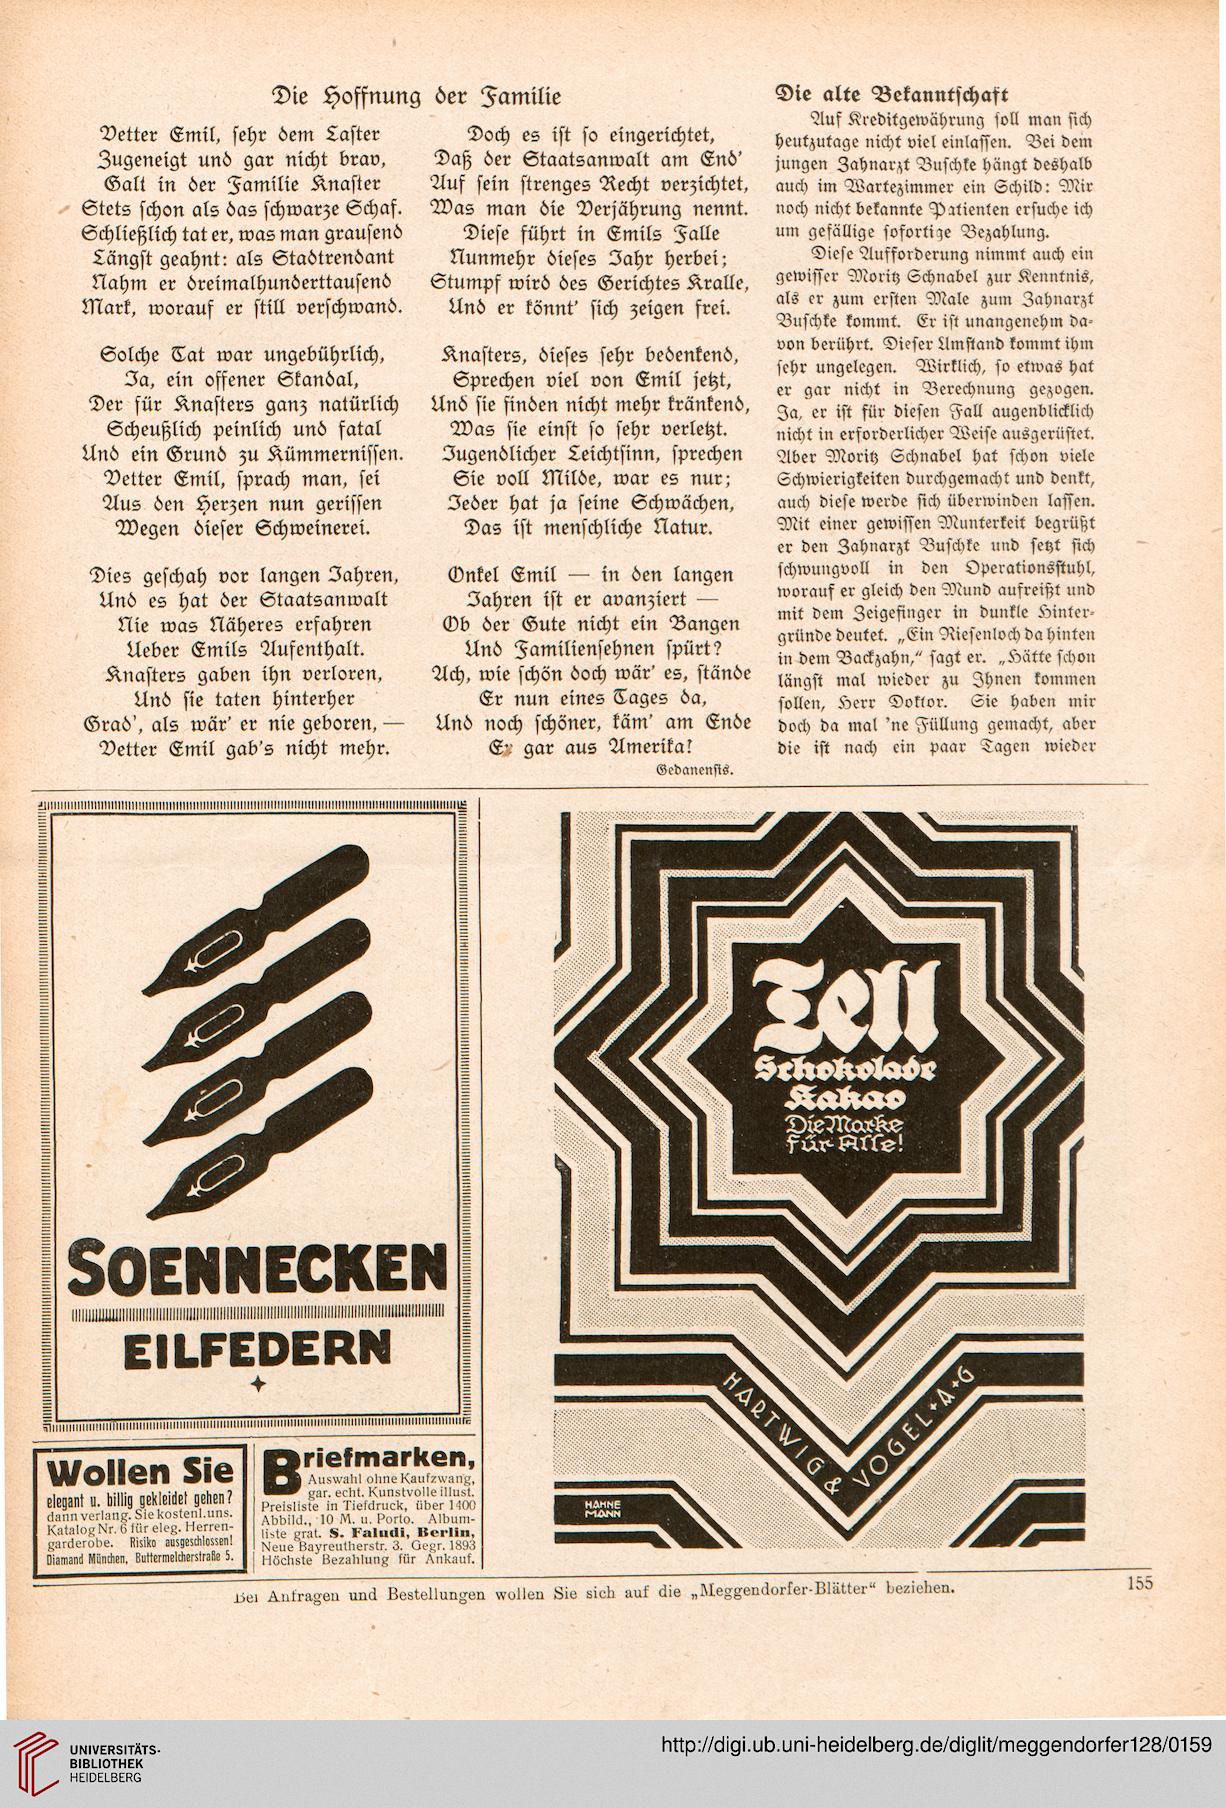 Die Hoffnung der Familie
Vetter Emil, sehr dem Laster
Zugeneigt und gar nicht brav,
Galt in der Familie Knaster
Stets schon als das schwarze Schaf.
Schließlich tat er, was man grausend
Längst geahnt: als Stadtrendant
Nahm er dreimalhunderttausend
Mark, worauf er still verschwand.
Solche Tat war ungebührlich,
Ja, ein offener Skandal,
Der für Knasters ganz natürlich
Scheußlich peinlich und fatal
Und ein Grund zu Kümmernissen.
Vetter Emil, sprach man, sei
Aus den Herzen nun gerissen
Wegen dieser Schweinerei.
Dies geschah vor langen Jahren,
Und es hat der Staatsanwalt
Nie was Näheres erfahren
Ueber Emils Aufenthalt.
Knasters gaben ihn verloren,
Und sie taten hinterher
Grad', als wär' er nie geboren, —
Vetter Emil gab's nicht mehr.
Doch es ist so eingerichtet,
Daß der Staatsanwalt am End'
Auf sein strenges Recht verzichtet,
Was man die Verjährung nennt.
Diese führt in Emils Falle
Nunmehr dieses Jahr herbei;
Stumpf wird des Gerichtes Kralle,
Und er könnt' sich zeigen frei.
Knasters, dieses sehr bedenkend,
Sprechen viel von Emil jetzt,
Und sie finden nicht mehr kränkend,
Was sie einst so sehr verletzt.
Jugendlicher Leichtsinn, sprechen
Sie voll Milde, war es nur;
Jeder hat ja seine Schwächen,
Das ist menschliche Natur.
Onkel Emil — in den langen
Jahren ist er avanziert —
Ob der Gute nicht ein Bangen
Und Familiensehnen spürt?
Ach, wie schön doch wär' es, stände
Er nun eines Tages da,
Und noch schöner, käm' am Ende
Er gar aus Amerika!
Gedanensis.
Die alte Bekanntschaft
Auf Kreditgewährung soll man sich
heutzutage nicht viel einlassen. Bei dem
jungen Zahnarzt Buschke hängt deshalb
auch im Wartezimmer ein Schild: Mir
noch nicht bekannte Patienten ersuche ich
um gefällige sofortige Bezahlung.
Diese Aufforderung nimmt auch ein
gewisser Moritz Schnabel zur Kenntnis,
als er zum ersten Male zum Zahnarzt
Buschke kommt. Er ist unangenehm da-
von berührt. Dieser Umstand kommt ihm
sehr ungelegen. Wirklich, so etwas hat
er gar nicht in Berechnung gezogen.
Ja, er ist für diesen Fall augenblicklich
nicht in erforderlicher Weise ausgerüstet.
Aber Moritz Schnabel hat schon viele
Schwierigkeiten durchgemacht und denkt,
auch diese werde sich überwinden lassen.
Mit einer gewissen Munterkeit begrüßt
er den Zahnarzt Buschke und setzt sich
schwungvoll in den Operationsstuhl,
worauf er gleich den Mund aufreißt und
mit dem Zeigefinger in dunkle Hinter-
gründe deutet. „Ein Riesenloch da hinten
in dem Backzahn,“ sagt er. „Hätte schon
längst mal wieder zu Ihnen kommen
sollen, Herr Doktor. Sie haben mir
doch da mal 'ne Füllung gemacht, aber
die ist nach ein paar Tagen wieder
SOENNECKEN
EILFEDERN
Wollen Sie
elegant u. billig gekleidet gehen?
dann verlang. Sie kostenl. uns.
Katalog Nr. 6 für eleg. Herren-
garderobe. Risiko ausgeschlossen!
Diamand München, Buttermelcherstraße 5.
Briefmarken,
Auswahl ohne Kaufzwang,
gar. echt. Kunstvolle illust.
Preisliste in Tiefdruck, über 1400
Abbild., 10 M. u. Porto. Album-
liste grat. S. Faludi, Berlin,
Neue Bayreutherstr. 3. Gegr. 1893
Höchste Bezahlung für Ankauf.
Tell
Schokolade
Kakao
Die Marke
für Alle!
HARTWIG & VOGEL A·G
HAHNE
MANN
Bei Anfragen und Bestellungen wollen Sie sich auf die „Meggendorfer-Blätter“ beziehen.
155
UNIVERSITÄTS-
BIBLIOTHEK
HEIDELBERG
http://digi.ub.uni-heidelberg.de/diglit/meggendorfer128/0159